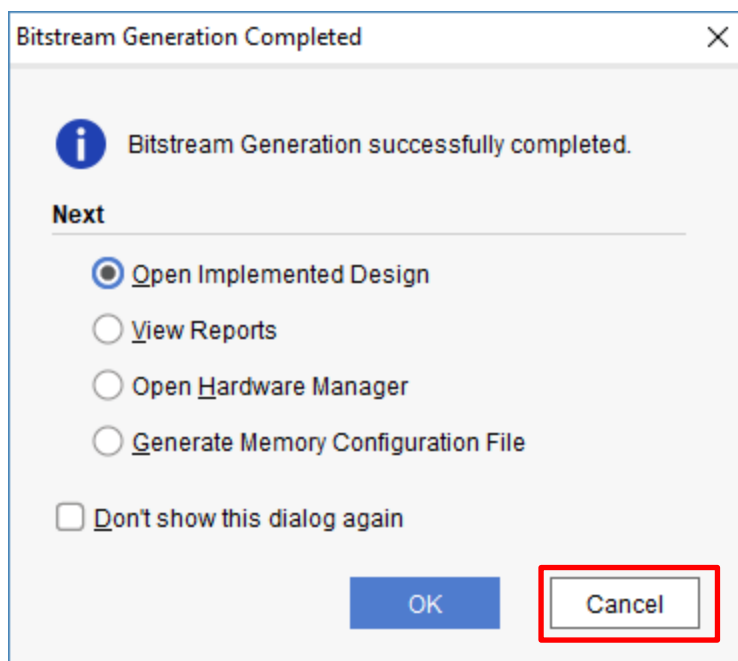 Bitstream Generation Completed
Bitstream Generation successfully completed.
Next
Open Implemented Design
View Reports
Open Hardware Manager
Generate Memory Configuration File
Don't show this dialog again
OK
Cancel